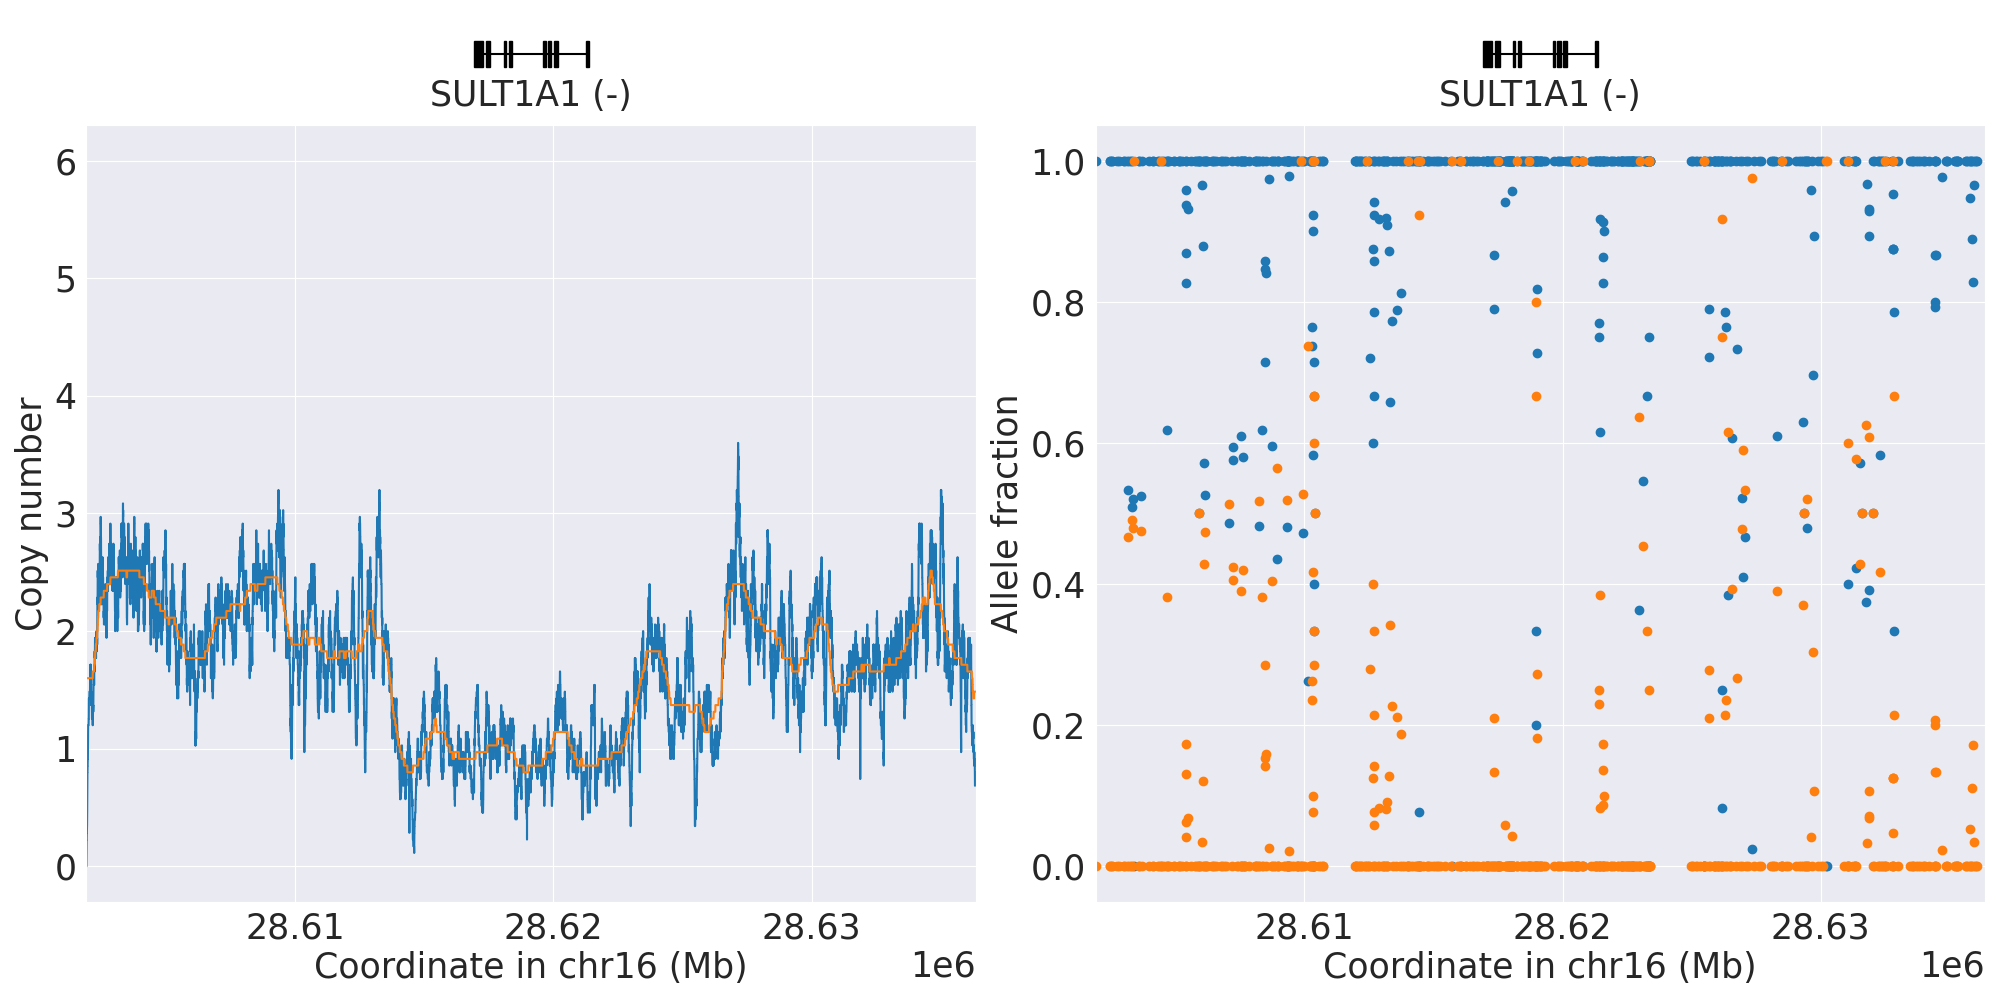 SULT1A1 (-)
Copy number
6
5
4
3
2
1
0
28.61 28.62 28.63
Coordinate in chr16 (Mb) 1e6
SULT1A1 (-)
Allele fraction
1.0
0.8
0.6
0.4
0.2
0.0
28.61 28.62 28.63
Coordinate in chr16 (Mb) 1e6